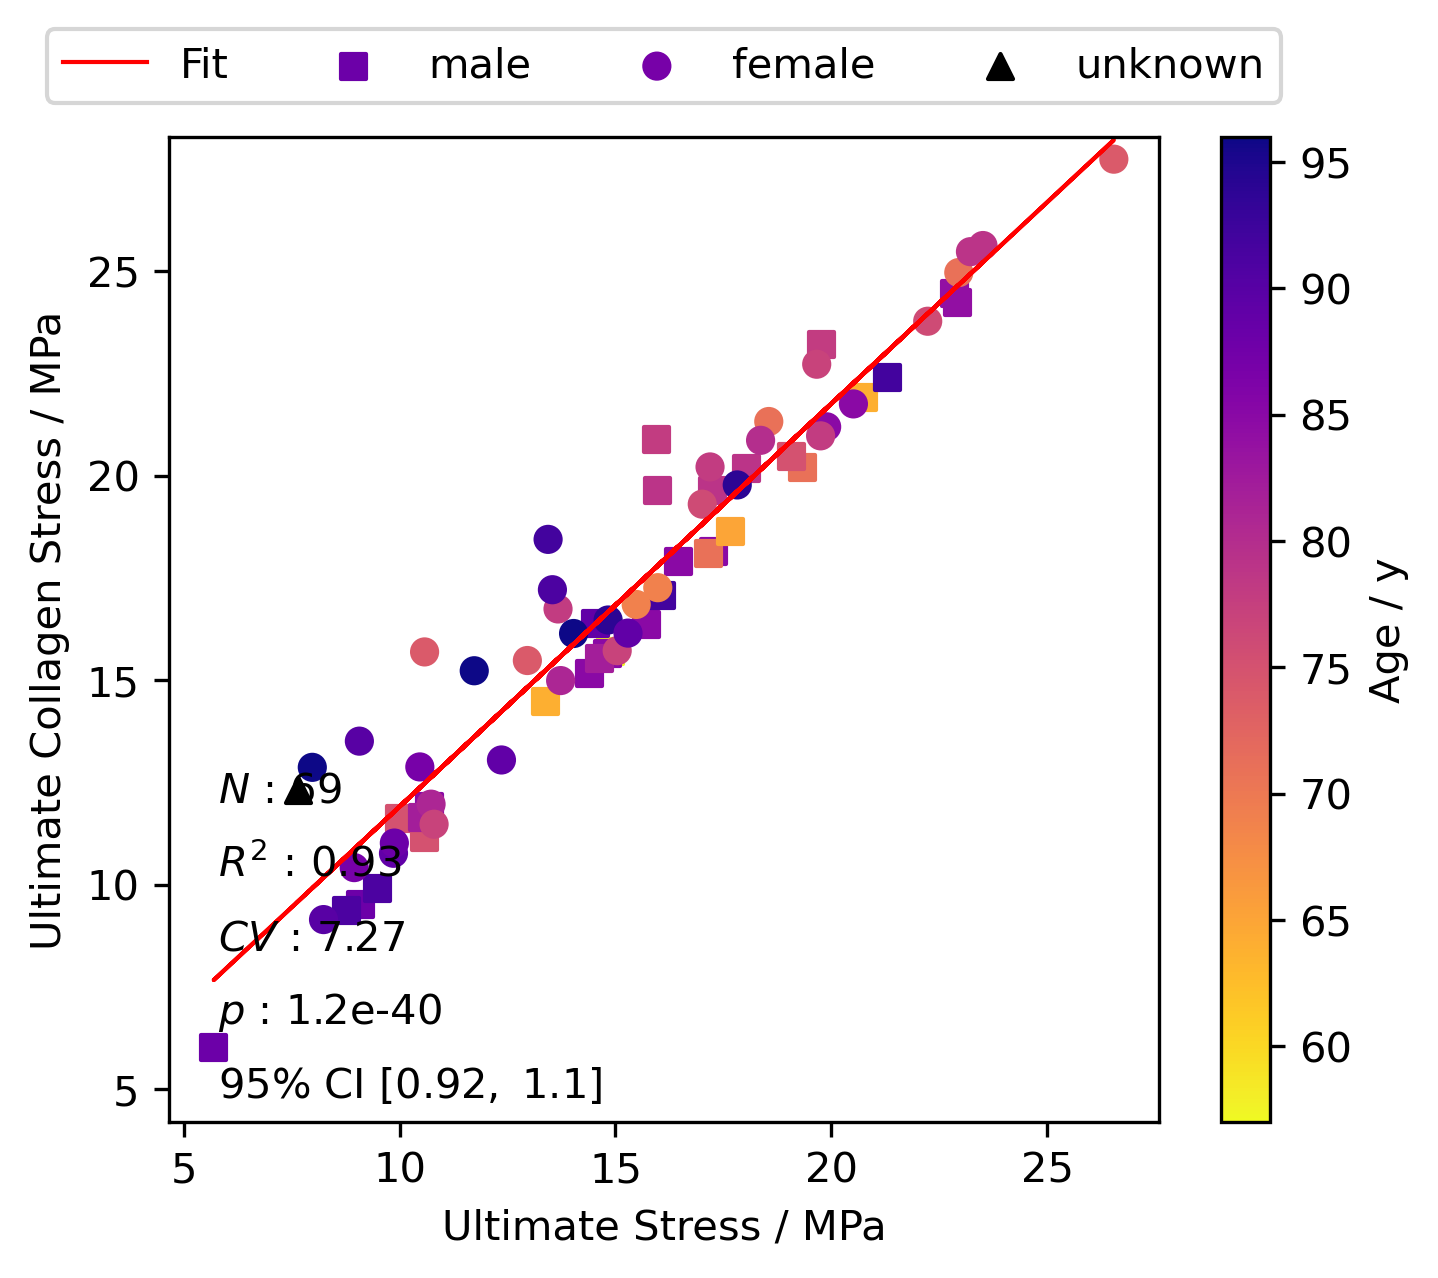 Fit male female unknown
Ultimate Collagen Stress / MPa
25
20
15
10
5
N : 69
R² : 0.93
CV : 7.27
p : 1.2e-40
95% CI [0.92, 1.1]
5 10 15 20 25
Ultimate Stress / MPa
95
90
85
80
75
70
65
60
Age / y